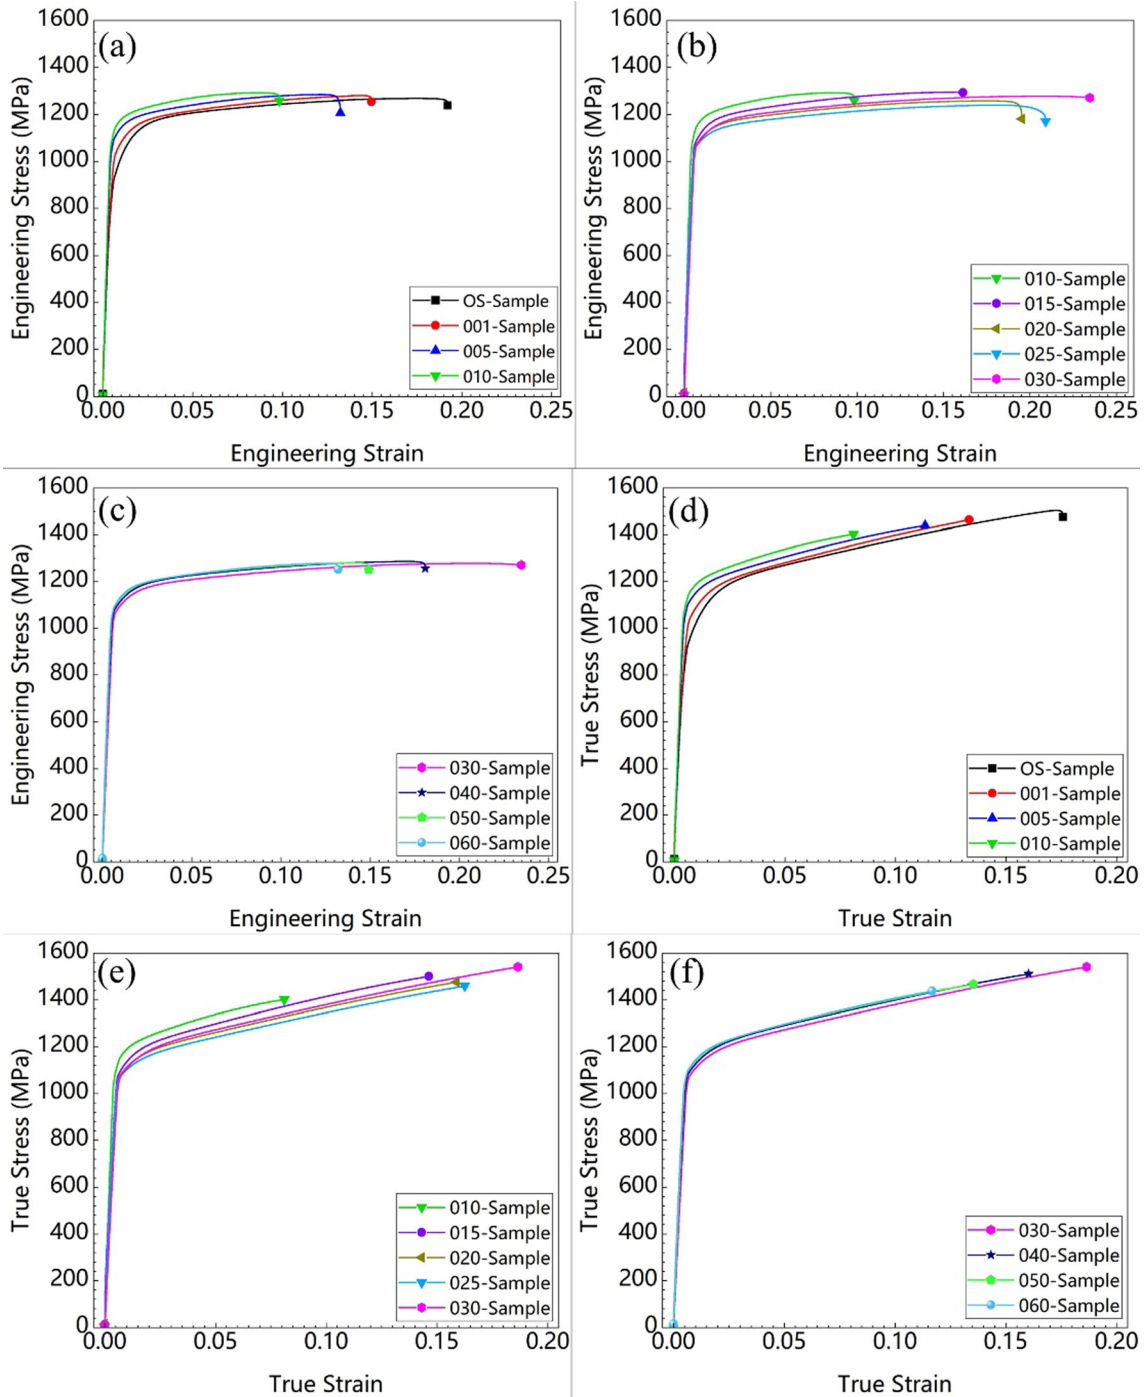 (a)
Engineering Stress (MPa)
1600
1400
1200
1000
800
600
400
200
0
OS-Sample
001-Sample
005-Sample
010-Sample
0.00 0.05 0.10 0.15 0.20 0.25
Engineering Strain
(b)
Engineering Stress (MPa)
1600
1400
1200
1000
800
600
400
200
0
010-Sample
015-Sample
020-Sample
025-Sample
030-Sample
0.00 0.05 0.10 0.15 0.20 0.25
Engineering Strain
(c)
Engineering Stress (MPa)
1600
1400
1200
1000
800
600
400
200
0
030-Sample
040-Sample
050-Sample
060-Sample
0.00 0.05 0.10 0.15 0.20 0.25
Engineering Strain
(d)
True Stress (MPa)
1600
1400
1200
1000
800
600
400
200
0
OS-Sample
001-Sample
005-Sample
010-Sample
0.00 0.05 0.10 0.15 0.20
True Strain
(e)
True Stress (MPa)
1600
1400
1200
1000
800
600
400
200
0
010-Sample
015-Sample
020-Sample
025-Sample
030-Sample
0.00 0.05 0.10 0.15 0.20
True Strain
(f)
True Stress (MPa)
1600
1400
1200
1000
800
600
400
200
0
030-Sample
040-Sample
050-Sample
060-Sample
0.00 0.05 0.10 0.15 0.20
True Strain